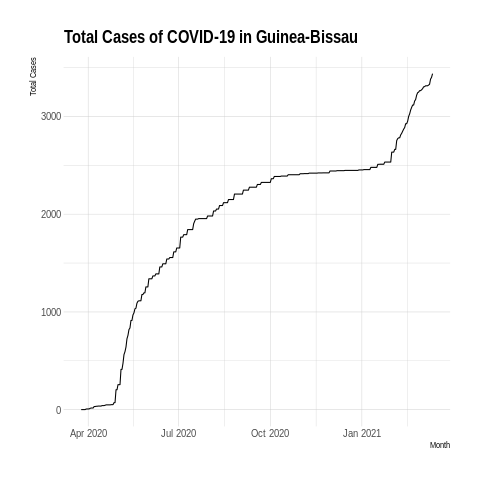 Total Cases of COVID-19 in Guinea-Bissau
Total Cases
3000
2000
1000
0
Apr 2020 Jul 2020 Oct 2020 Jan 2021
Month